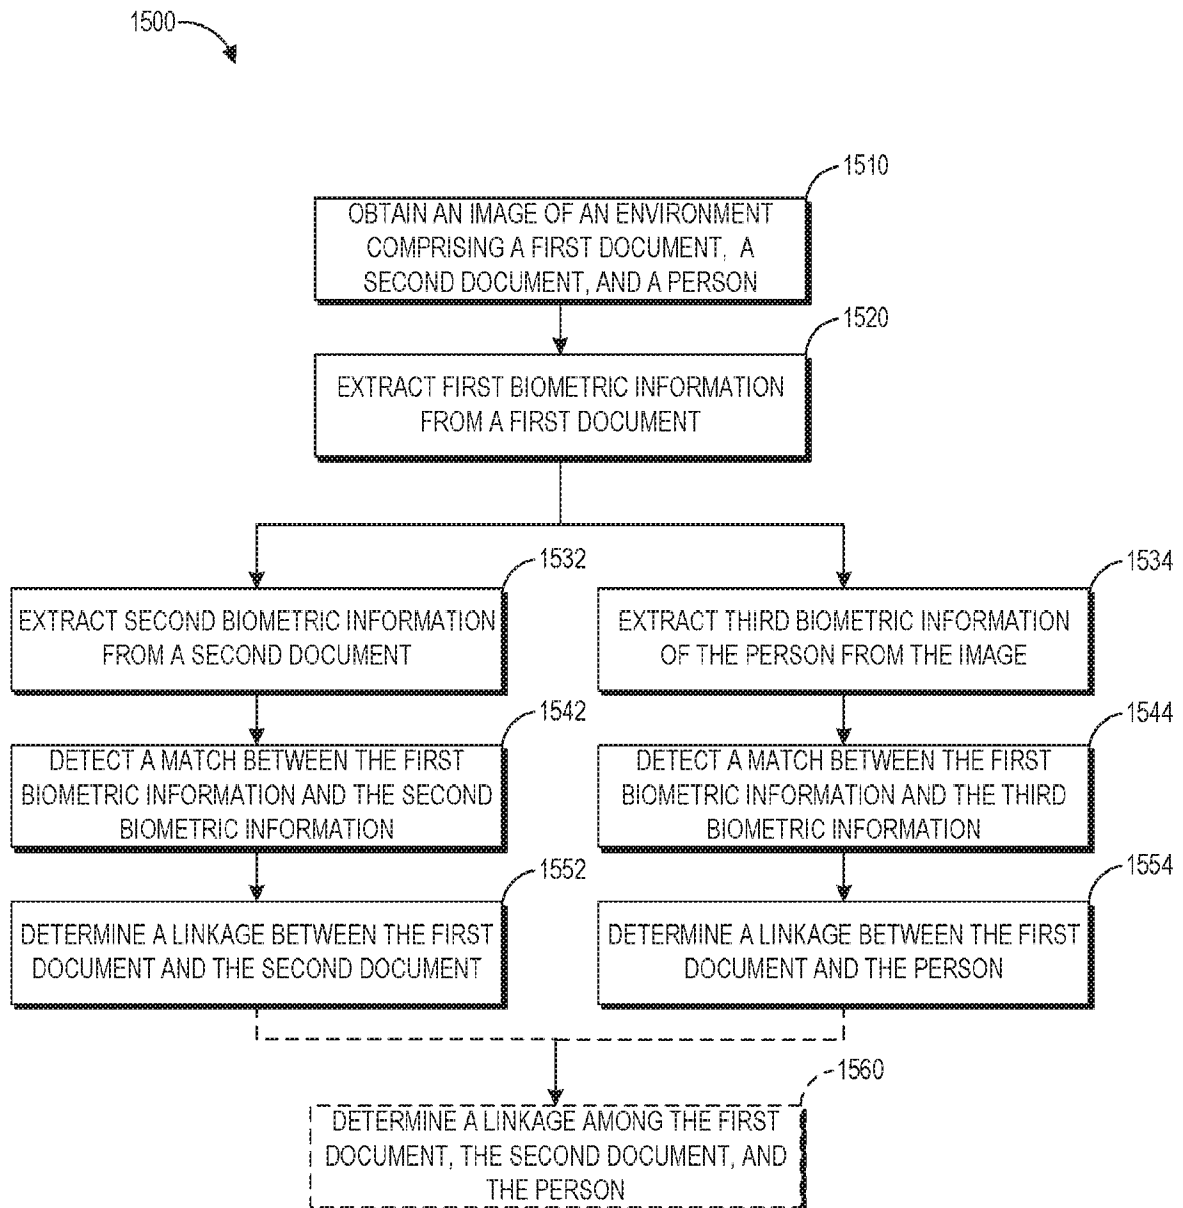 1500
1510
OBTAIN AN IMAGE OF AN ENVIRONMENT
COMPRISING A FIRST DOCUMENT, A
SECOND DOCUMENT, AND A PERSON
1520
EXTRACT FIRST BIOMETRIC INFORMATION
FROM A FIRST DOCUMENT
1532
EXTRACT SECOND BIOMETRIC INFORMATION
FROM A SECOND DOCUMENT
1534
EXTRACT THIRD BIOMETRIC INFORMATION
OF THE PERSON FROM THE IMAGE
1542
DETECT A MATCH BETWEEN THE FIRST
BIOMETRIC INFORMATION AND THE SECOND
BIOMETRIC INFORMATION
1544
DETECT A MATCH BETWEEN THE FIRST
BIOMETRIC INFORMATION AND THE THIRD
BIOMETRIC INFORMATION
1552
DETERMINE A LINKAGE BETWEEN THE FIRST
DOCUMENT AND THE SECOND DOCUMENT
1554
DETERMINE A LINKAGE BETWEEN THE FIRST
DOCUMENT AND THE PERSON
1560
DETERMINE A LINKAGE AMONG THE FIRST
DOCUMENT, THE SECOND DOCUMENT, AND
THE PERSON